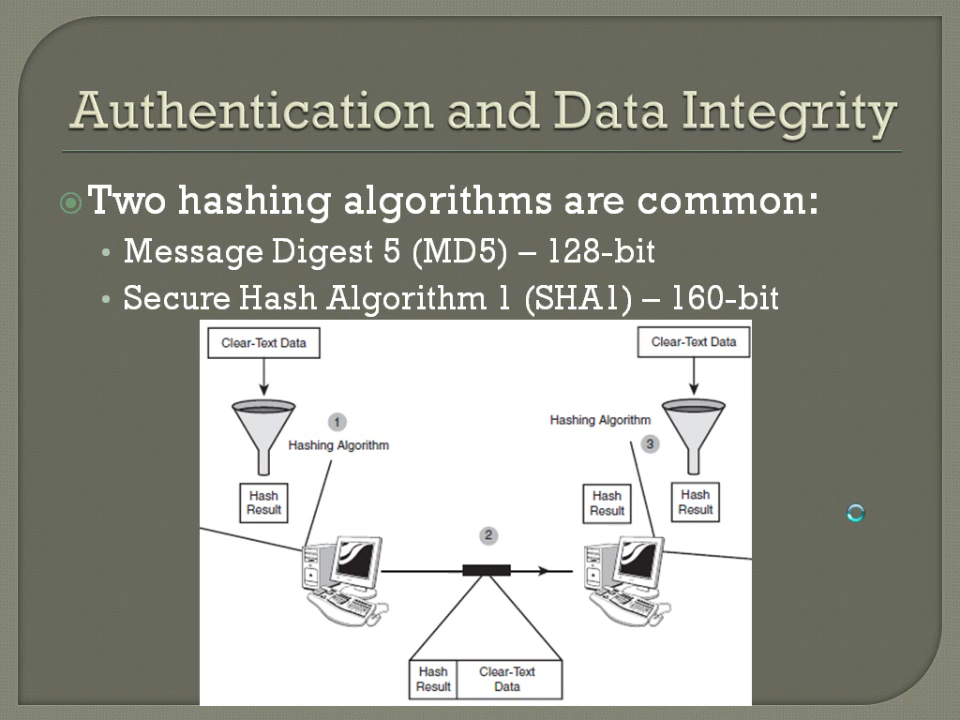 Authentication and Data Integrity
Two hashing algorithms are common:
• Message Digest 5 (MD5) – 128-bit
• Secure Hash Algorithm 1 (SHA1) – 160-bit
Clear-Text Data
Clear-Text Data
1
Hashing Algorithm
Hashing Algorithm
3
Hash
Result
Hash
Result
Hash
Result
2
Hash
Result
Clear-Text
Data